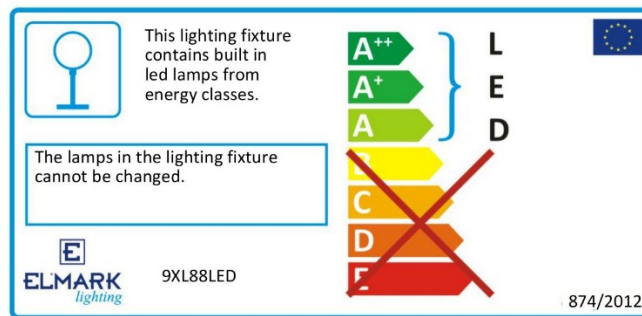 This lighting fixture
contains built in
led lamps from
energy classes.
A++
A+
A
B
C
D
E
L
E
D
The lamps in the lighting fixture
cannot be changed.
E
ELMARK
lighting
9XL88LED
874/2012